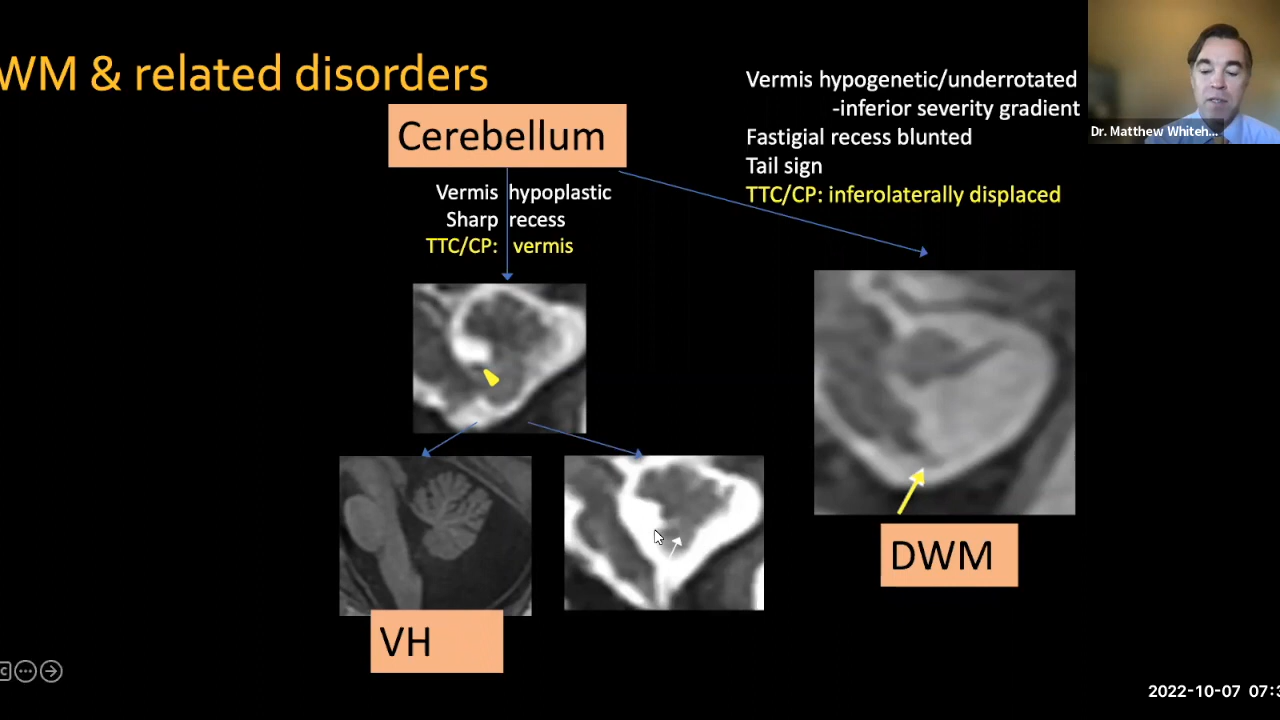 WM & related disorders
Cerebellum
Vermis hypoplastic
Sharp recess
TTC/CP: vermis
Vermis hypogenetic/underrotated
-inferior severity gradient
Fastigial recess blunted
Tail sign
TTC/CP: inferolaterally displaced
Dr. Matthew Whiteh...
DWM
VH
2022-10-07 07:3